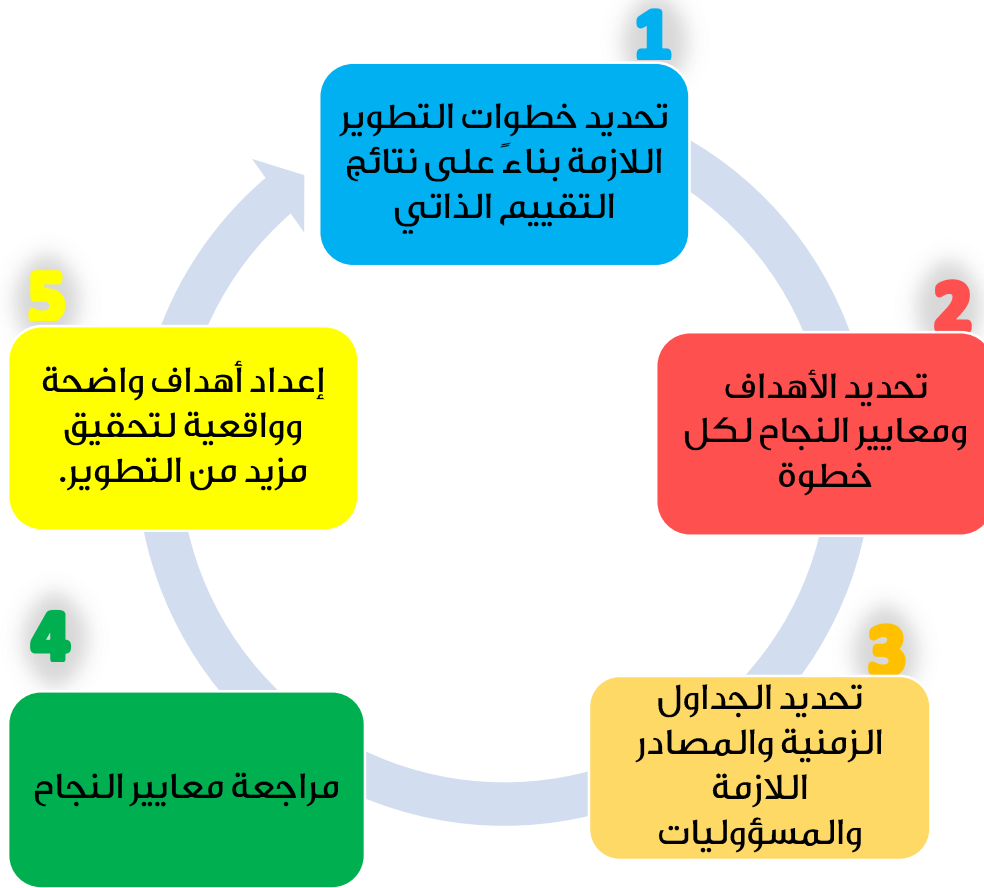 1
تحديد خطوات التطوير
اللازمة بناءً على نتائج
التقييم الذاتي
2
تحديد الأهداف
ومعايير النجاح لكل
خطوة
3
تحديد الجداول
الزمنية والمصادر
اللازمة
والمسؤوليات
4
مراجعة معايير النجاح
5
إعداد أهداف واضحة
وواقعية لتحقيق
مزيد من التطوير.